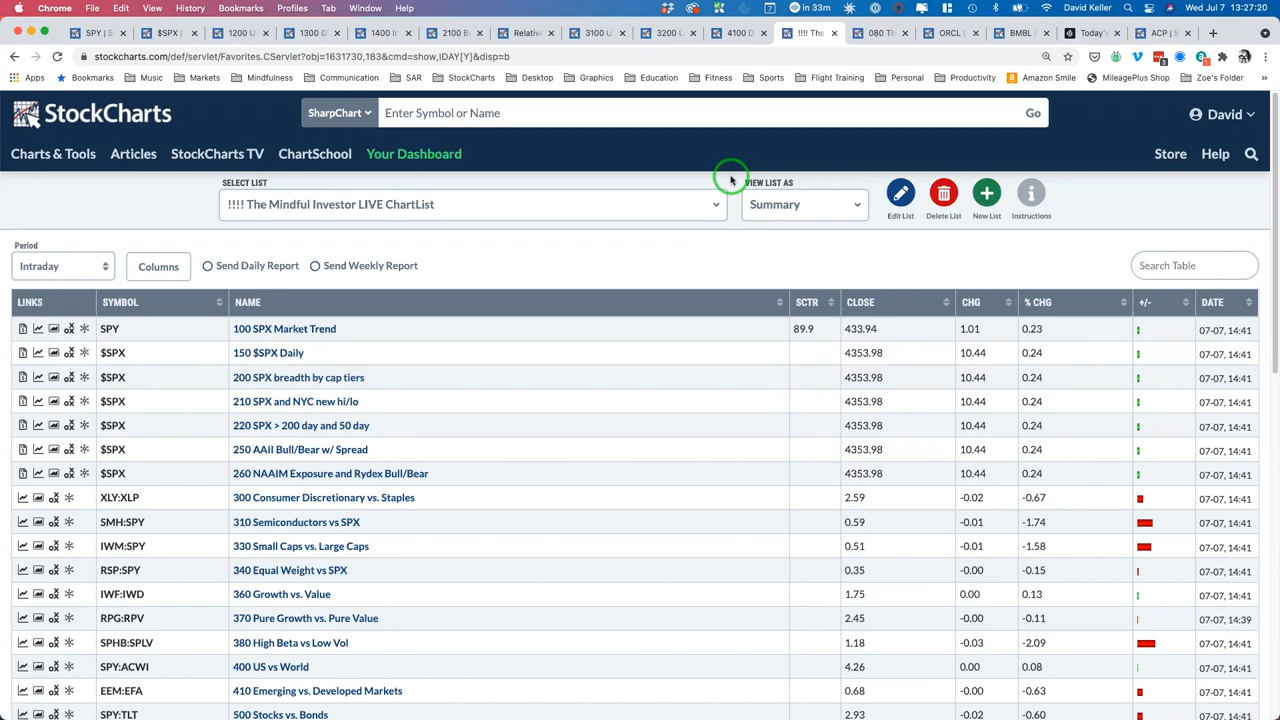 Chrome File Edit View History Bookmarks Profiles Tab Window Help in 33m David Keller Wed Jul 7 13:27:20
SPY | S $SPX | 1200 U 1300 G 1400 In 2100 B Relative 3100 U 3200 U 4100 D !!!! The 080 Th ORCL | BMBL | Today' ACP | S
stockcharts.com/def/servlet/Favorites.CServlet?obj=1631730,183&cmd=show,IDAY[Y]&disp=b
Apps Bookmarks Music Markets Mindfulness Communication SAR StockCharts Desktop Graphics Education Fitness Sports Flight Training Personal Productivity Amazon Smile MileagePlus Shop Zoe's Folder »
StockCharts SharpChart Enter Symbol or Name Go David
Charts & Tools Articles StockCharts TV ChartSchool Your Dashboard Store Help
SELECT LIST VIEW LIST AS
!!!! The Mindful Investor LIVE ChartList Summary
Edit List Delete List New List Instructions
Period
Intraday Columns Send Daily Report Send Weekly Report Search Table
LINKS SYMBOL NAME SCTR CLOSE CHG % CHG +/- DATE
SPY 100 SPX Market Trend 89.9 433.94 1.01 0.23 07-07, 14:41
$SPX 150 $SPX Daily 4353.98 10.44 0.24 07-07, 14:41
$SPX 200 SPX breadth by cap tiers 4353.98 10.44 0.24 07-07, 14:41
$SPX 210 SPX and NYC new hi/lo 4353.98 10.44 0.24 07-07, 14:41
$SPX 220 SPX > 200 day and 50 day 4353.98 10.44 0.24 07-07, 14:41
$SPX 250 AAII Bull/Bear w/ Spread 4353.98 10.44 0.24 07-07, 14:41
$SPX 260 NAAIM Exposure and Rydex Bull/Bear 4353.98 10.44 0.24 07-07, 14:41
XLY:XLP 300 Consumer Discretionary vs. Staples 2.59 -0.02 -0.67 07-07, 14:41
SMH:SPY 310 Semiconductors vs SPX 0.59 -0.01 -1.74 07-07, 14:41
IWM:SPY 330 Small Caps vs. Large Caps 0.51 -0.01 -1.58 07-07, 14:41
RSP:SPY 340 Equal Weight vs SPX 0.35 -0.00 -0.15 07-07, 14:41
IWF:IWD 360 Growth vs. Value 1.75 0.00 0.13 07-07, 14:41
RPG:RPV 370 Pure Growth vs. Pure Value 2.45 -0.00 -0.11 07-07, 14:39
SPHB:SPLV 380 High Beta vs Low Vol 1.18 -0.03 -2.09 07-07, 14:41
SPY:ACWI 400 US vs World 4.26 0.00 0.08 07-07, 14:41
EEM:EFA 410 Emerging vs. Developed Markets 0.68 -0.00 -0.63 07-07, 14:41
SPY:TLT 500 Stocks vs. Bonds 2.93 -0.02 -0.60 07-07, 14:41